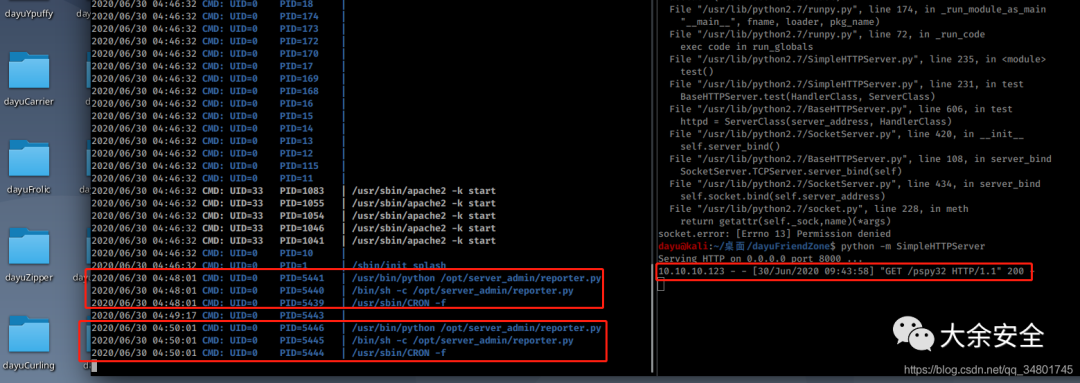 dayuYpuffy
dayuCarrier
dayuFrolic
dayuZipper
dayuCurling
2020/06/30 04:46:32 CMD: UID=0 PID=18 |
2020/06/30 04:46:32 CMD: UID=0 PID=174 |
2020/06/30 04:46:32 CMD: UID=0 PID=173 |
2020/06/30 04:46:32 CMD: UID=0 PID=172 |
2020/06/30 04:46:32 CMD: UID=0 PID=170 |
2020/06/30 04:46:32 CMD: UID=0 PID=17 |
2020/06/30 04:46:32 CMD: UID=0 PID=169 |
2020/06/30 04:46:32 CMD: UID=0 PID=168 |
2020/06/30 04:46:32 CMD: UID=0 PID=16 |
2020/06/30 04:46:32 CMD: UID=0 PID=15 |
2020/06/30 04:46:32 CMD: UID=0 PID=14 |
2020/06/30 04:46:32 CMD: UID=0 PID=13 |
2020/06/30 04:46:32 CMD: UID=0 PID=12 |
2020/06/30 04:46:32 CMD: UID=0 PID=115 |
2020/06/30 04:46:32 CMD: UID=0 PID=11 |
2020/06/30 04:46:32 CMD: UID=33 PID=1083 | /usr/sbin/apache2 -k start
2020/06/30 04:46:32 CMD: UID=33 PID=1055 | /usr/sbin/apache2 -k start
2020/06/30 04:46:32 CMD: UID=33 PID=1054 | /usr/sbin/apache2 -k start
2020/06/30 04:46:32 CMD: UID=33 PID=1046 | /usr/sbin/apache2 -k start
2020/06/30 04:46:32 CMD: UID=33 PID=1041 | /usr/sbin/apache2 -k start
2020/06/30 04:46:32 CMD: UID=0 PID=10 |
2020/06/30 04:46:32 CMD: UID=0 PID=1 | /sbin/init splash
2020/06/30 04:48:01 CMD: UID=0 PID=5441 | /usr/bin/python /opt/server_admin/reporter.py
2020/06/30 04:48:01 CMD: UID=0 PID=5440 | /bin/sh -c /opt/server_admin/reporter.py
2020/06/30 04:48:01 CMD: UID=0 PID=5439 | /usr/sbin/CRON -f
2020/06/30 04:49:17 CMD: UID=0 PID=5443 |
2020/06/30 04:50:01 CMD: UID=0 PID=5446 | /usr/bin/python /opt/server_admin/reporter.py
2020/06/30 04:50:01 CMD: UID=0 PID=5445 | /bin/sh -c /opt/server_admin/reporter.py
2020/06/30 04:50:01 CMD: UID=0 PID=5444 | /usr/sbin/CRON -f
File "/usr/lib/python2.7/runpy.py", line 174, in _run_module_as_main
"__main__", fname, loader, pkg_name)
File "/usr/lib/python2.7/runpy.py", line 72, in _run_code
exec code in run_globals
File "/usr/lib/python2.7/SimpleHTTPServer.py", line 235, in <module>
test()
File "/usr/lib/python2.7/SimpleHTTPServer.py", line 231, in test
BaseHTTPServer.test(HandlerClass, ServerClass)
File "/usr/lib/python2.7/BaseHTTPServer.py", line 606, in test
httpd = ServerClass(server_address, HandlerClass)
File "/usr/lib/python2.7/SocketServer.py", line 420, in __init__
self.server_bind()
File "/usr/lib/python2.7/BaseHTTPServer.py", line 108, in server_bind
SocketServer.TCPServer.server_bind(self)
File "/usr/lib/python2.7/SocketServer.py", line 434, in server_bind
self.socket.bind(self.server_address)
File "/usr/lib/python2.7/socket.py", line 228, in meth
return getattr(self._sock,name)(*args)
socket.error: [Errno 13] Permission denied
dayu@kali:~/桌面/dayuFriendZone$ python -m SimpleHTTPServer
Serving HTTP on 0.0.0.0 port 8000 ...
10.10.10.123 - - [30/Jun/2020 09:43:58] "GET /pspy32 HTTP/1.1" 200 -
大余安全
https://blog.csdn.net/qq_34801745